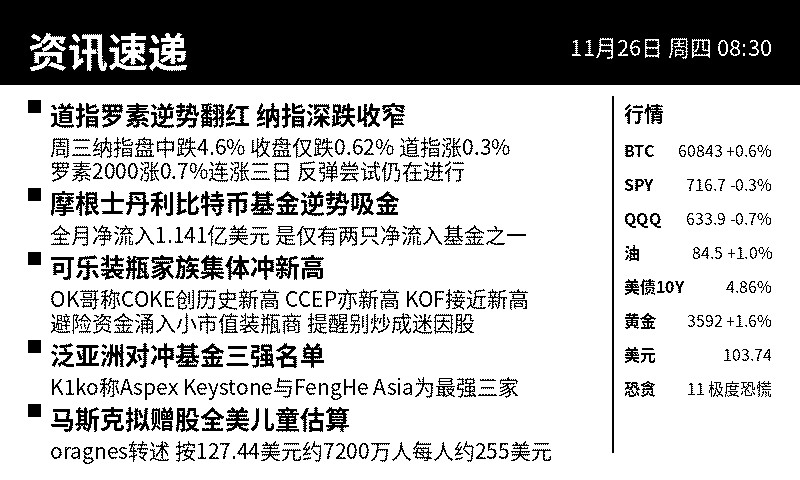 资讯速递
11月26日 周四 08:30
道指罗素逆势翻红 纳指深跌收窄
周三纳指盘中跌4.6% 收盘仅跌0.62% 道指涨0.3%
罗素2000涨0.7%连涨三日 反弹尝试仍在进行
摩根士丹利比特币基金逆势吸金
全月净流入1.141亿美元 是仅有两只净流入基金之一
可乐装瓶家族集体冲新高
OK哥称COKE创历史新高 CCEP亦新高 KOF接近新高
避险资金涌入小市值装瓶商 提醒别炒成迷因股
泛亚洲对冲基金三强名单
K1ko称Aspex Keystone与FengHe Asia为最强三家
马斯克拟赠股全美儿童估算
oragnes转述 按127.44美元约7200万人每人约255美元
行情
BTC 60843 +0.6%
SPY 716.7 -0.3%
QQQ 633.9 -0.7%
油 84.5 +1.0%
美债10Y 4.86%
黄金 3592 +1.6%
美元 103.74
恐贪 11 极度恐慌